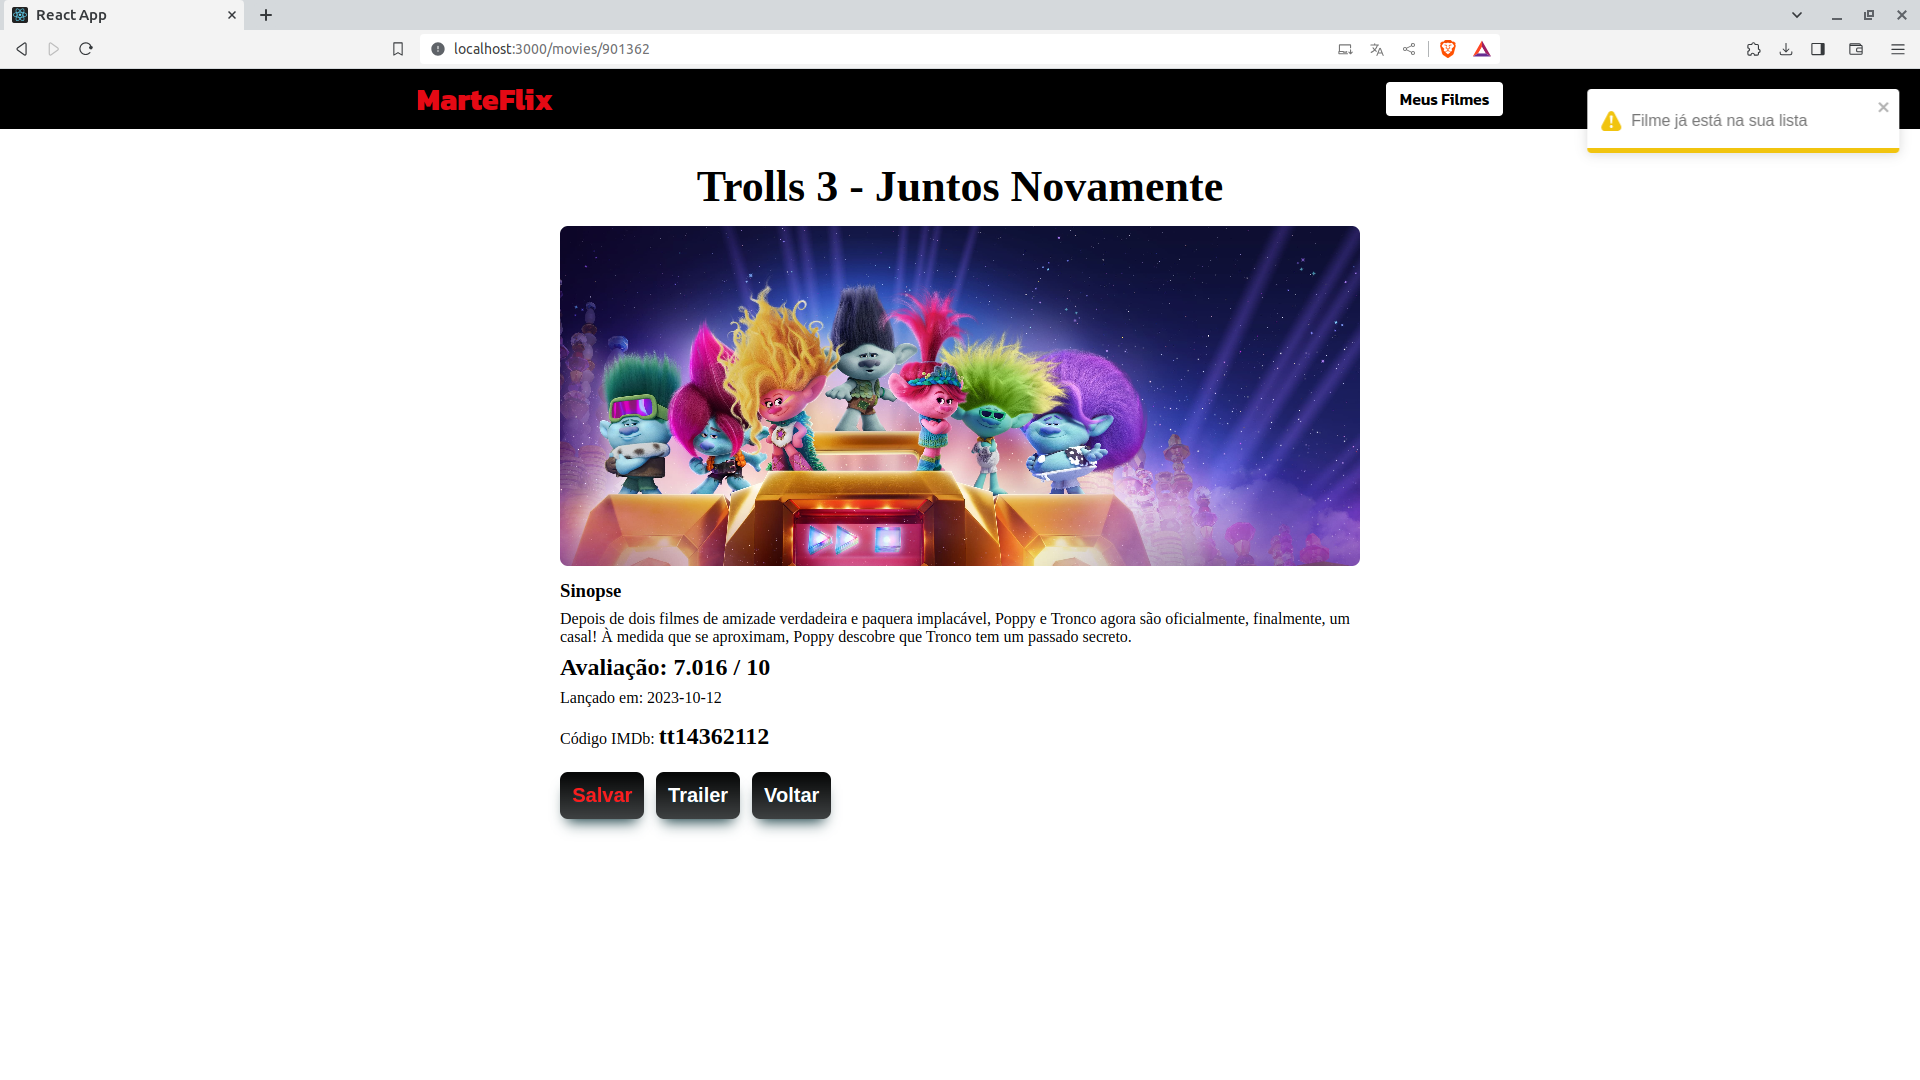 React App
localhost:3000/movies/901362
MarteFlix
Meus Filmes
Filme já está na sua lista
Trolls 3 - Juntos Novamente
Sinopse
Depois de dois filmes de amizade verdadeira e paquera implacável, Poppy e Tronco agora são oficialmente, finalmente, um
casal! À medida que se aproximam, Poppy descobre que Tronco tem um passado secreto.
Avaliação: 7.016 / 10
Lançado em: 2023-10-12
Código IMDb: tt14362112
Salvar Trailer Voltar